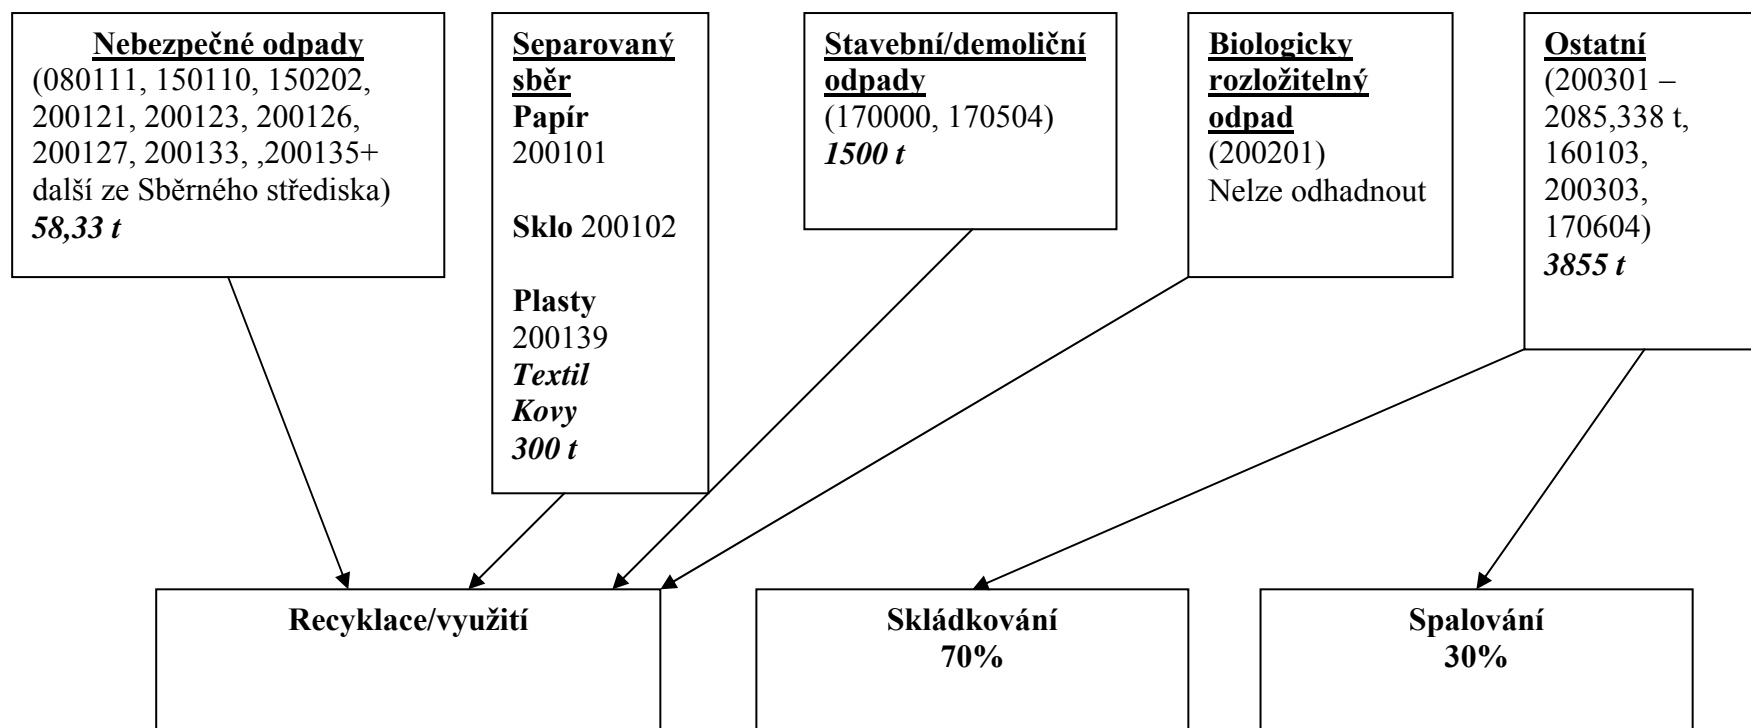 Nebezpečné odpady
(080111, 150110, 150202,
200121, 200123, 200126,
200127, 200133, ,200135+
další ze Sběrného střediska)
58,33 t
Separovaný
sběr
Papír
200101
Sklo 200102
Plasty
200139
Textil
Kovy
300 t
Stavební/demoliční
odpady
(170000, 170504)
1500 t
Biologicky
rozložitelný
odpad
(200201)
Nelze odhadnout
Ostatní
(200301 –
2085,338 t,
160103,
200303,
170604)
3855 t
Recyklace/využití
Skládkování
70%
Spalování
30%